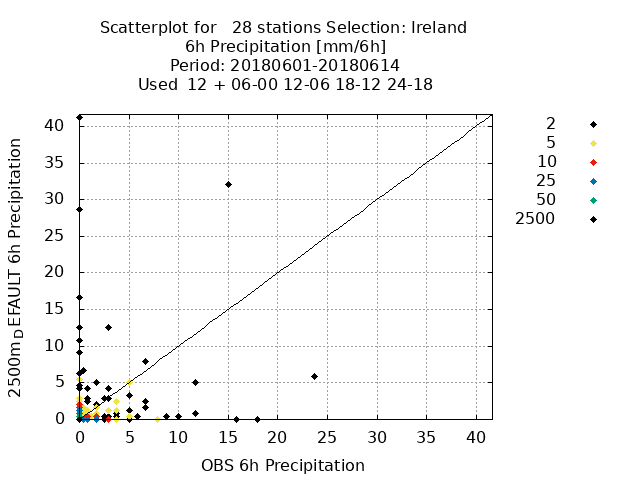 Scatterplot for   28 stations Selection: Ireland
6h Precipitation [mm/6h]
Period: 20180601-20180614
Used  12 + 06-00 12-06 18-12 24-18
2500mDEFAULT 6h Precipitation
40
35
30
25
20
15
10
5
0
0 5 10 15 20 25 30 35 40
OBS 6h Precipitation
2
5
10
25
50
2500